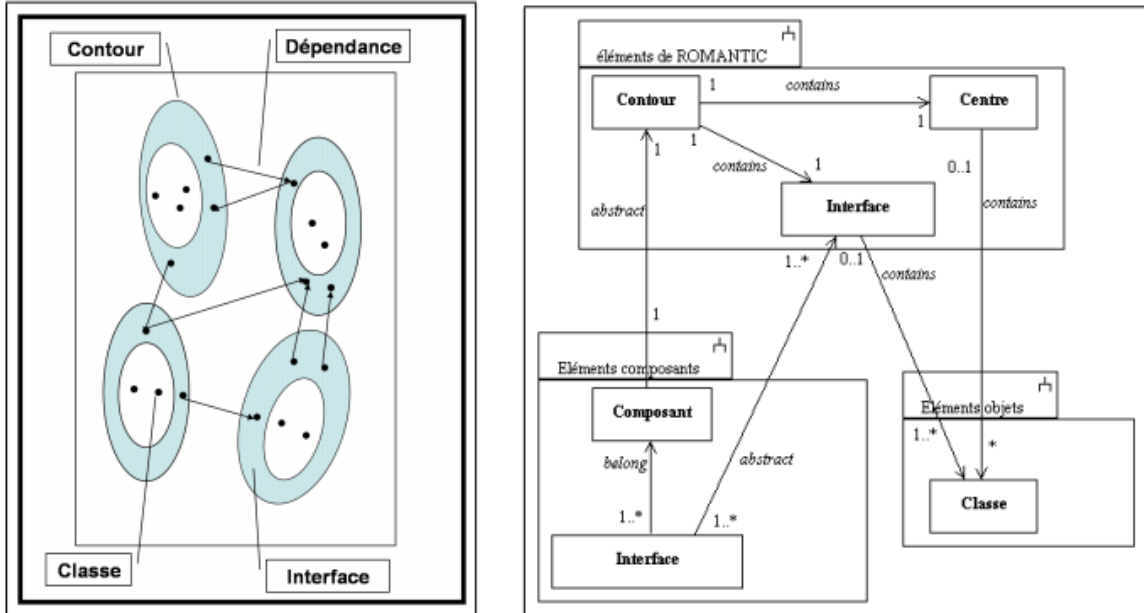 Contour
Dépendance
Classe
Interface
éléments de ROMANTIC
Contour
1
contains
1
Centre
1
contains
1
Interface
0..1
contains
1
abstract
1
1..*
0..1
contains
Eléments composants
Composant
belong
1..*
Interface
1..*
abstract
Eléments objets
1..*
*
Classe